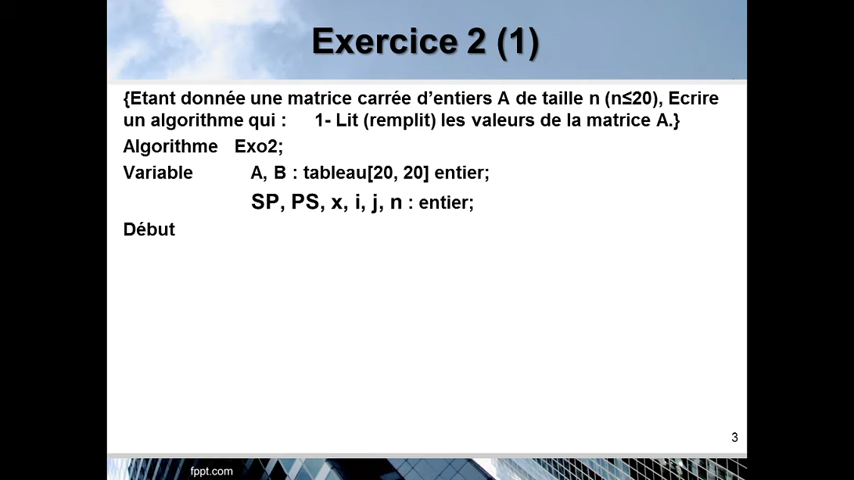 Exercice 2 (1)
{Etant donnée une matrice carrée d’entiers A de taille n (n≤20), Ecrire
un algorithme qui : 1- Lit (remplit) les valeurs de la matrice A.}
Algorithme Exo2;
Variable A, B : tableau[20, 20] entier;
SP, PS, x, i, j, n : entier;
Début
3
fppt.com